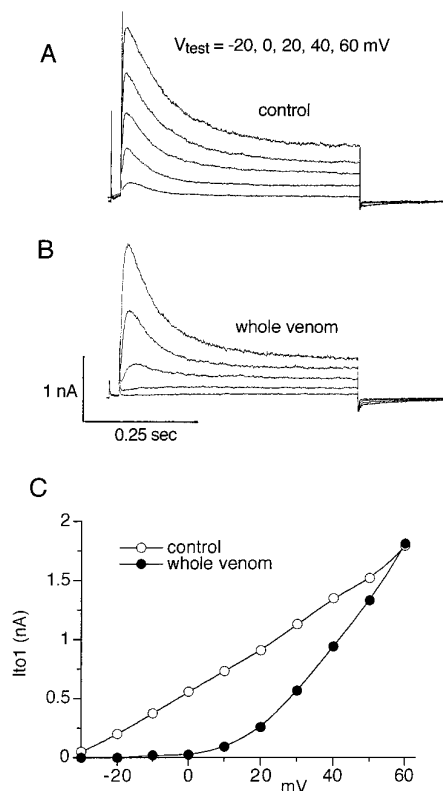 A
Vtest = -20, 0, 20, 40, 60 mV
control
B
whole venom
1 nA
0.25 sec
C
2
1.5
1
0.5
0
Ito1 (nA)
control
whole venom
-20
0
20
40
60
mV